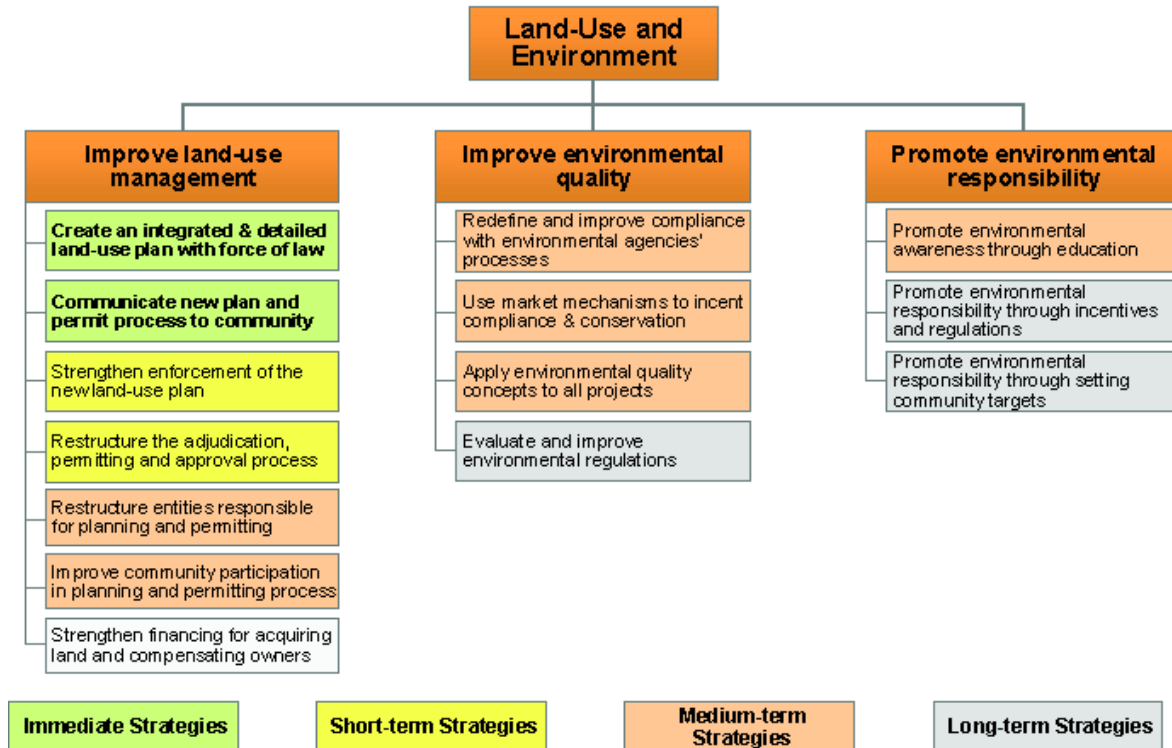 Land-Use and
Environment
Improve land-use
management
Create an integrated & detailed
land-use plan with force of law
Communicate new plan and
permit process to community
Strengthen enforcement of the
new land-use plan
Restructure the adjudication,
permitting and approval process
Restructure entities responsible
for planning and permitting
Improve community participation
in planning and permitting process
Strengthen financing for acquiring
land and compensating owners
Improve environmental
quality
Redefine and improve compliance
with environmental agencies'
processes
Use market mechanisms to incent
compliance & conservation
Apply environmental quality
concepts to all projects
Evaluate and improve
environmental regulations
Promote environmental
responsibility
Promote environmental
awareness through education
Promote environmental
responsibility through incentives
and regulations
Promote environmental
responsibility through setting
community targets
Immediate Strategies
Short-term Strategies
Medium-term
Strategies
Long-term Strategies